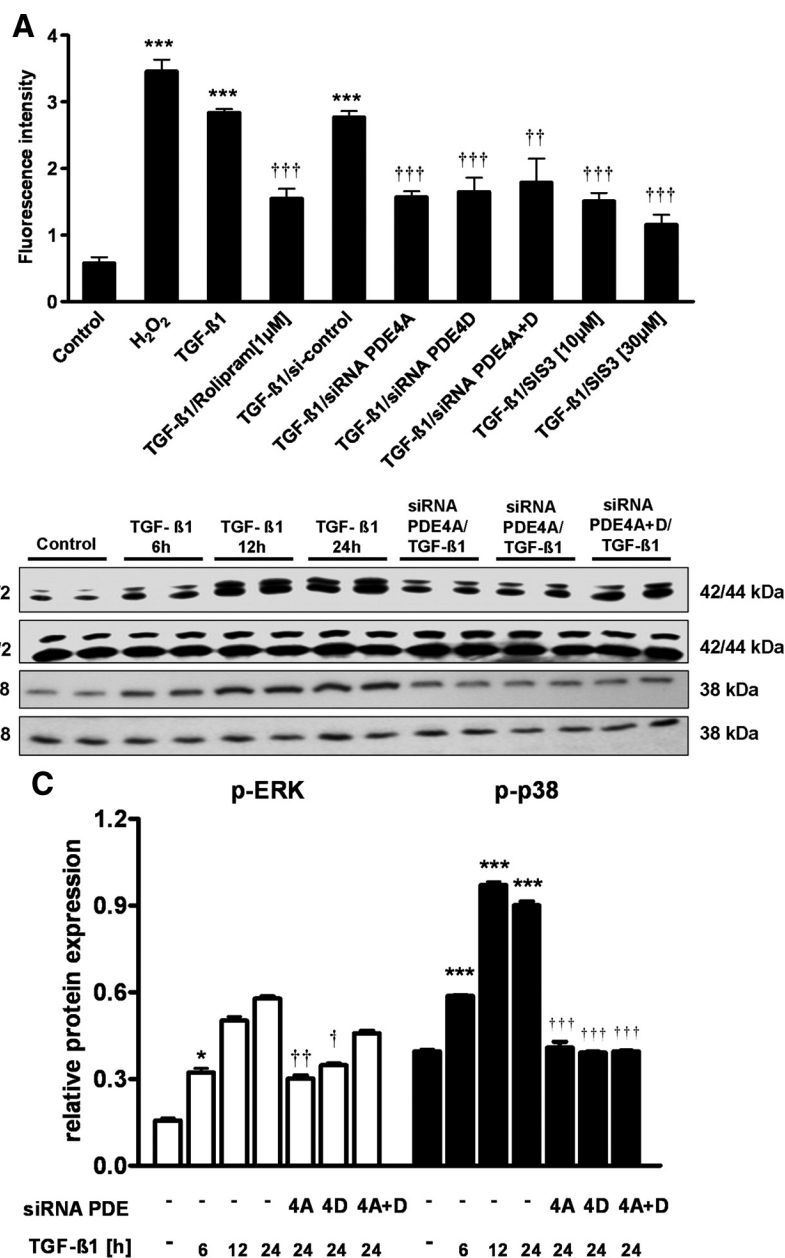 A
4
3
2
1
0
Fluorescence intensity
***
***
†††
***
†††
†††
††
†††
†††
Control
H₂O₂
TGF-ß1
TGF-ß1/Rolipram[1µM]
TGF-ß1/si-control
TGF-ß1/siRNA PDE4A
TGF-ß1/siRNA PDE4D
TGF-ß1/siRNA PDE4A+D
TGF-ß1/SIS3 [10µM]
TGF-ß1/SIS3 [30µM]
Control
TGF- ß1
6h
TGF- ß1
12h
TGF- ß1
24h
siRNA
PDE4A/
TGF-ß1
siRNA
PDE4A/
TGF-ß1
siRNA
PDE4A+D/
TGF-ß1
/2 42/44 kDa
/2 42/44 kDa
8 38 kDa
8 38 kDa
C
p-ERK p-p38
1.2
0.9
0.6
0.3
0.0
relative protein expression
*
††
†
***
***
***
†††
†††
†††
siRNA PDE - - - - 4A 4D 4A+D - - - - 4A 4D 4A+D
TGF-ß1 [h] - 6 12 24 24 24 24 - 6 12 24 24 24 24